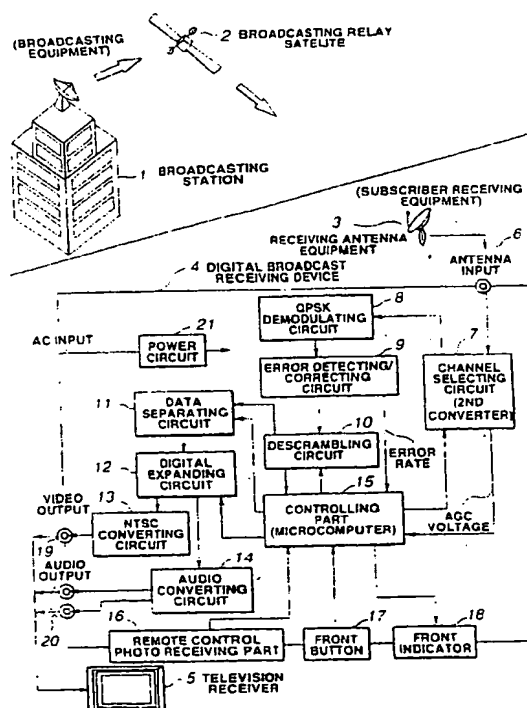 (BROADCASTING
EQUIPMENT)
2 BROADCASTING RELAY
SATELITE
1 BROADCASTING
STATION
(SUBSCRIBER RECEIVING
EQUIPMENT)
3
RECEIVING ANTENNA
EQUIPMENT
6
ANTENNA
INPUT
4
DIGITAL BROADCAST
RECEIVING DEVICE
8
QPSK
DEMODULATING
CIRCUIT
AC INPUT
21
POWER
CIRCUIT
9
ERROR DETECTING/
CORRECTING CIRCUIT
7
CHANNEL
SELECTING
CIRCUIT
(2ND
CONVERTER)
11
DATA
SEPARATING
CIRCUIT
10
DESCRAMBLING
CIRCUIT
ERROR
RATE
12
DIGITAL
EXPANDING
CIRCUIT
15
CONTROLLING
PART
(MICROCOMPUTER)
AGC
VOLTAGE
VIDEO
OUTPUT
13
NTSC
CONVERTING
CIRCUIT
19
AUDIO
OUTPUT
14
AUDIO
CONVERTING
CIRCUIT
20
16
REMOTE CONTROL
PHOTO RECEIVING PART
17
FRONT
BUTTON
18
FRONT
INDICATOR
5 TELEVISION
RECEIVER